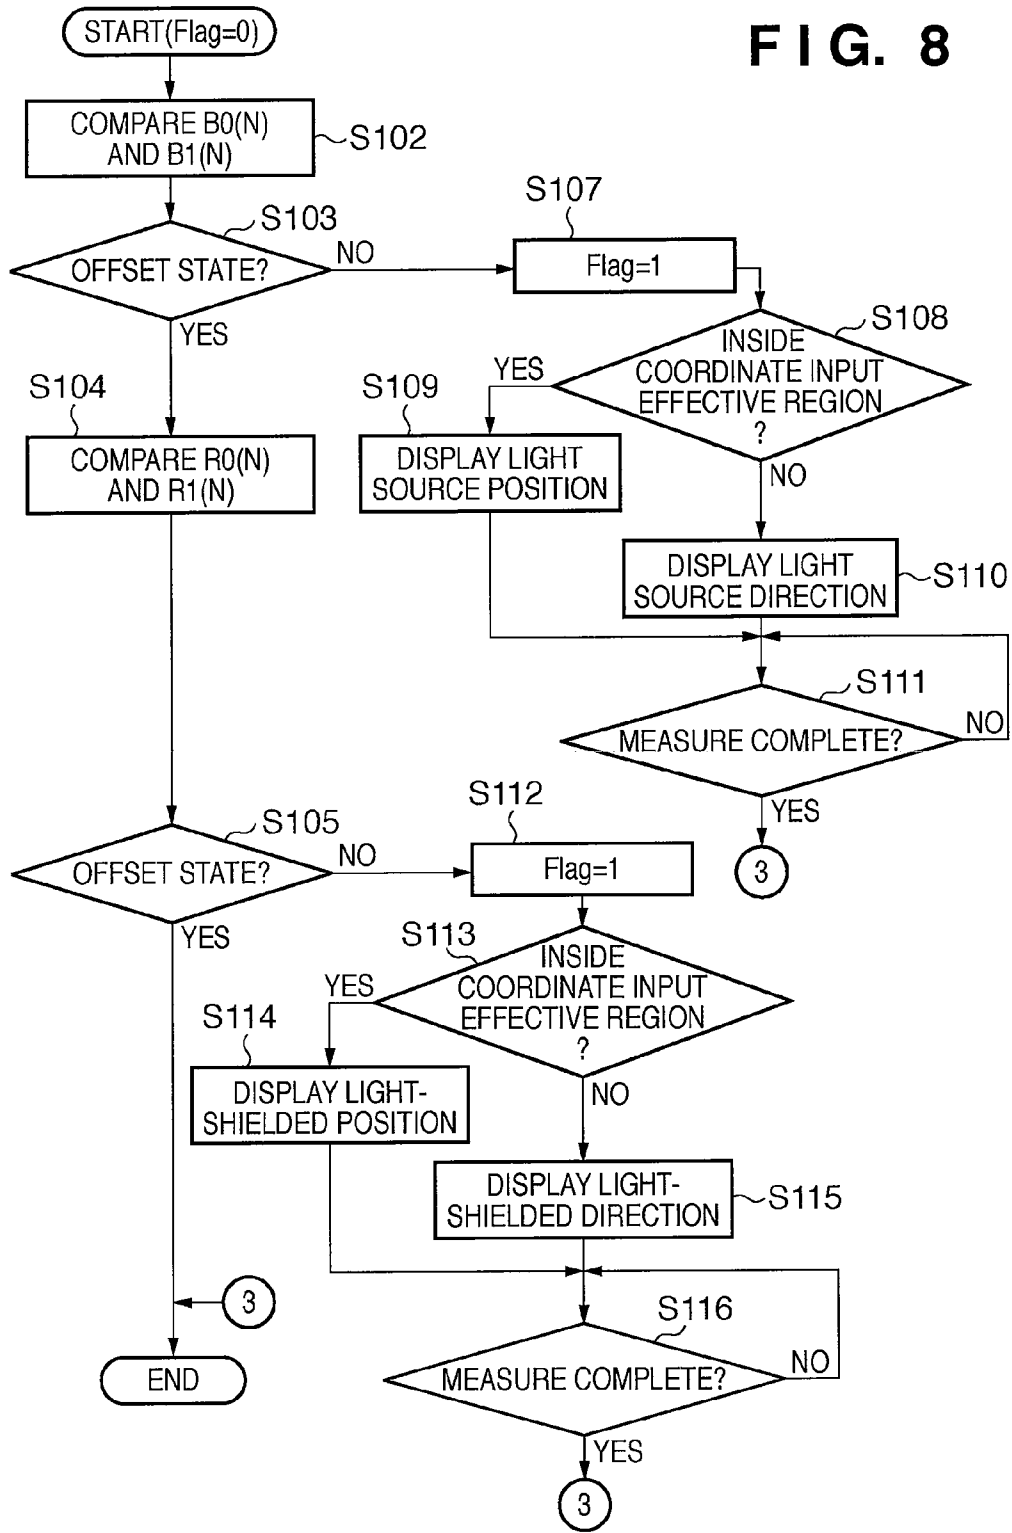 START(Flag=0)
FIG. 8
COMPARE B0(N)
AND B1(N)
S102
S107
S103
OFFSET STATE?
NO
Flag=1
YES
S108
INSIDE
COORDINATE INPUT
EFFECTIVE REGION
?
YES
NO
S109
DISPLAY LIGHT
SOURCE POSITION
S104
COMPARE R0(N)
AND R1(N)
DISPLAY LIGHT
SOURCE DIRECTION
S110
S111
MEASURE COMPLETE?
NO
YES
3
S105
OFFSET STATE?
NO
YES
S112
Flag=1
S113
INSIDE
COORDINATE INPUT
EFFECTIVE REGION
?
YES
NO
S114
DISPLAY LIGHT-
SHIELDED POSITION
DISPLAY LIGHT-
SHIELDED DIRECTION
S115
3
S116
MEASURE COMPLETE?
NO
YES
3
END